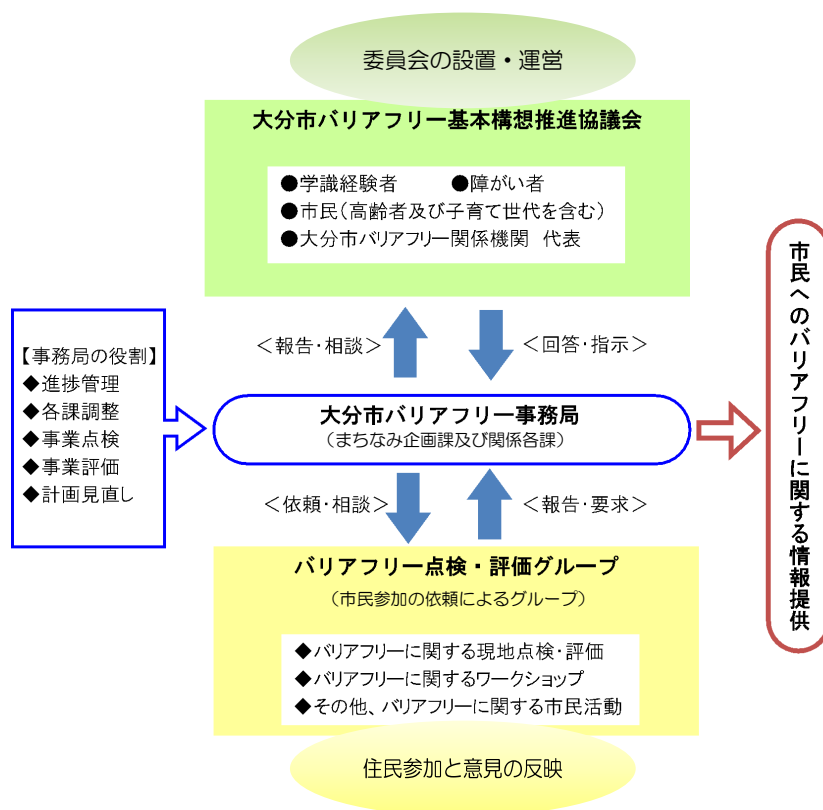 委員会の設置・運営
大分市バリアフリー基本構想推進協議会
●学識経験者　●障がい者
●市民(高齢者及び子育て世代を含む)
●大分市バリアフリー関係機関　代表
＜報告・相談＞
＜回答・指示＞
【事務局の役割】
◆進捗管理
◆各課調整
◆事業点検
◆事業評価
◆計画見直し
大分市バリアフリー事務局
(まちなみ企画課及び関係各課)
＜依頼・相談＞
＜報告・要求＞
バリアフリー点検・評価グループ
(市民参加の依頼によるグループ)
◆バリアフリーに関する現地点検・評価
◆バリアフリーに関するワークショップ
◆その他、バリアフリーに関する市民活動
住民参加と意見の反映
市民へのバリアフリーに関する情報提供